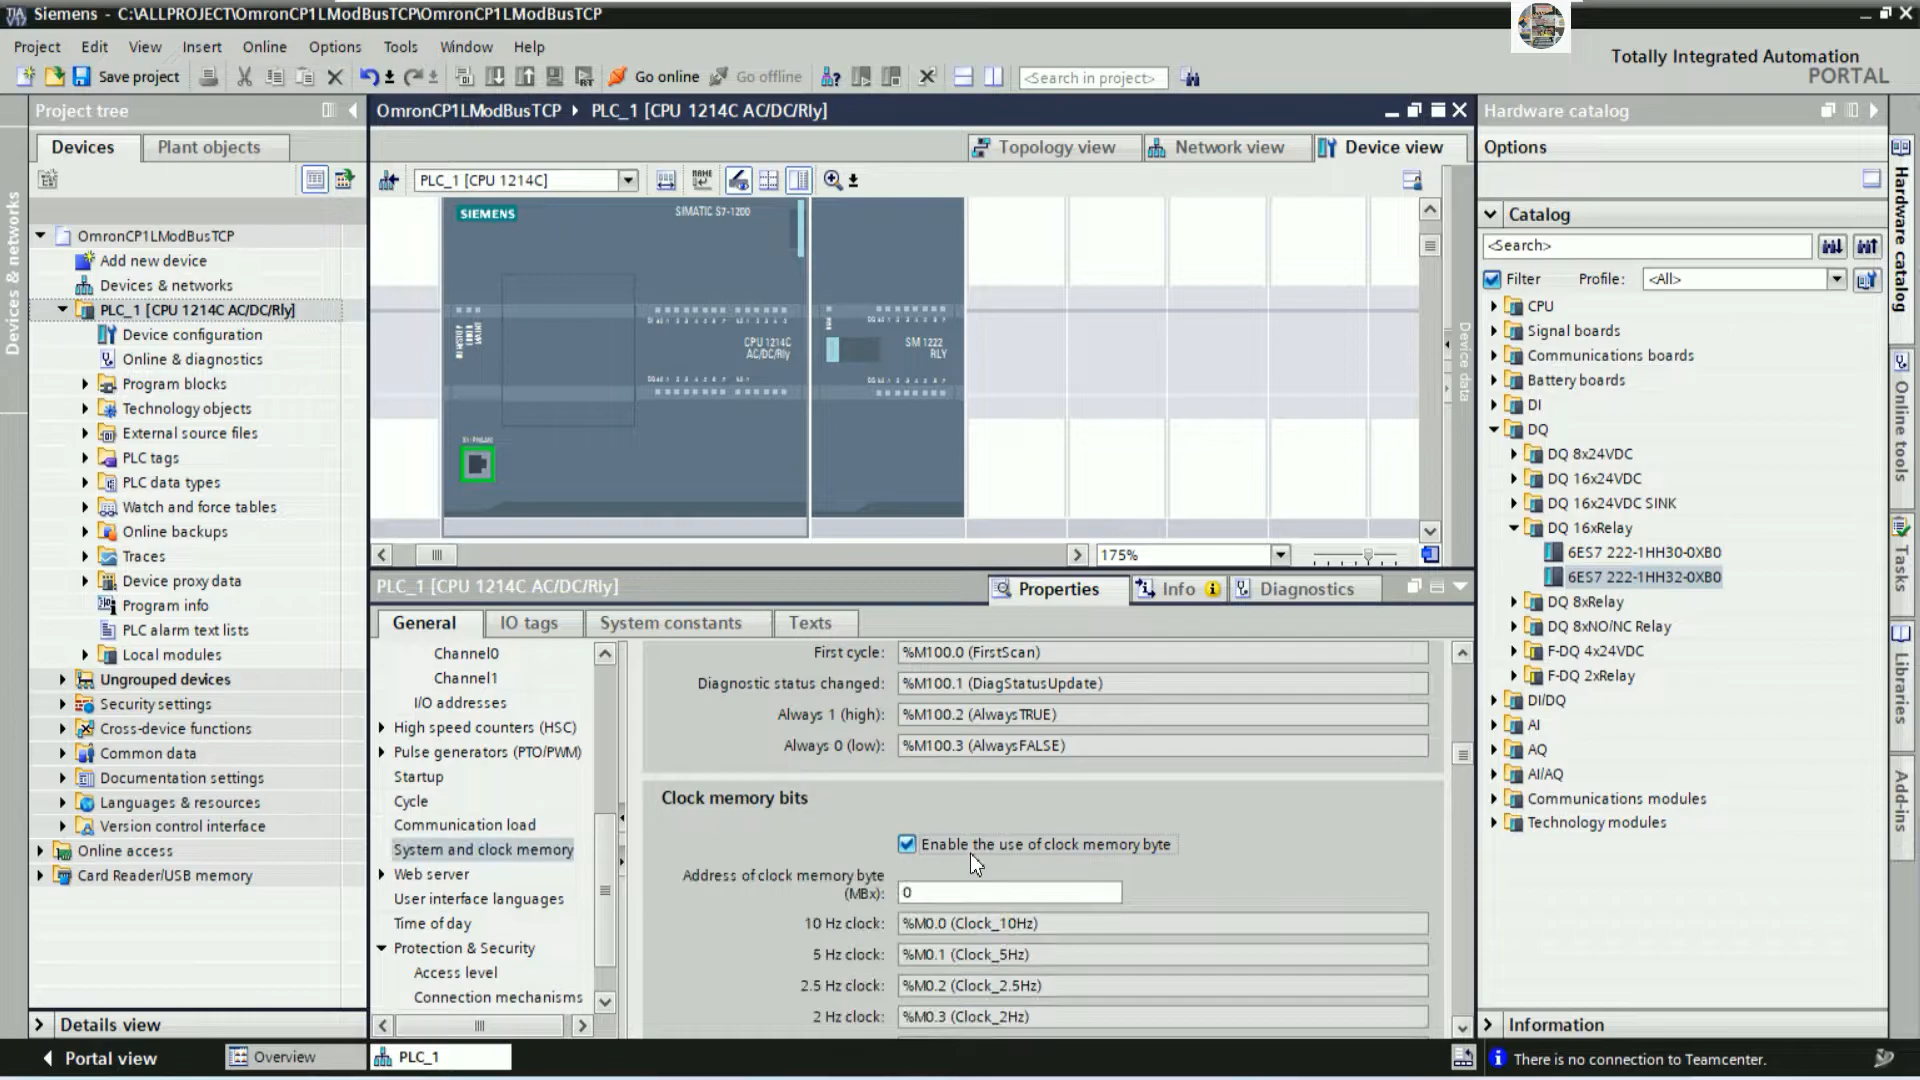 Siemens - C:\ALLPROJECT\OmronCP1LModBusTCP\OmronCP1LModBusTCP
Project Edit View Insert Online Options Tools Window Help
Totally Integrated Automation
PORTAL
Save project
Go online
Go offline
<Search in project>
Project tree
OmronCP1LModBusTCP ▸ PLC_1 [CPU 1214C AC/DC/Rly]
Hardware catalog
Devices
Plant objects
Topology view
Network view
Device view
Options
PLC_1 [CPU 1214C]
Devices & networks
OmronCP1LModBusTCP
Add new device
Devices & networks
PLC_1 [CPU 1214C AC/DC/Rly]
Device configuration
Online & diagnostics
Program blocks
Technology objects
External source files
PLC tags
PLC data types
Watch and force tables
Online backups
Traces
Device proxy data
Program info
PLC alarm text lists
Local modules
Ungrouped devices
Security settings
Cross-device functions
Common data
Documentation settings
Languages & resources
Version control interface
Online access
Card Reader/USB memory
Details view
SIEMENS
SIMATIC S7-1200
CPU 1214C
AC/DC/Rly
SM 1222
RLY
Device data
175%
PLC_1 [CPU 1214C AC/DC/Rly]
Properties
Info
Diagnostics
General
IO tags
System constants
Texts
Channel0
Channel1
I/O addresses
High speed counters (HSC)
Pulse generators (PTO/PWM)
Startup
Cycle
Communication load
System and clock memory
Web server
User interface languages
Time of day
Protection & Security
Access level
Connection mechanisms
First cycle: %M100.0 (FirstScan)
Diagnostic status changed: %M100.1 (DiagStatusUpdate)
Always 1 (high): %M100.2 (AlwaysTRUE)
Always 0 (low): %M100.3 (AlwaysFALSE)
Clock memory bits
Enable the use of clock memory byte
Address of clock memory byte
(MBx): 0
10 Hz clock: %M0.0 (Clock_10Hz)
5 Hz clock: %M0.1 (Clock_5Hz)
2.5 Hz clock: %M0.2 (Clock_2.5Hz)
2 Hz clock: %M0.3 (Clock_2Hz)
Catalog
<Search>
Filter Profile: <All>
CPU
Signal boards
Communications boards
Battery boards
DI
DQ
DQ 8x24VDC
DQ 16x24VDC
DQ 16x24VDC SINK
DQ 16xRelay
6ES7 222-1HH30-0XB0
6ES7 222-1HH32-0XB0
DQ 8xRelay
DQ 8xNO/NC Relay
F-DQ 4x24VDC
F-DQ 2xRelay
DI/DQ
AI
AQ
AI/AQ
Communications modules
Technology modules
Information
Hardware catalog
Online tools
Tasks
Libraries
Add-ins
Portal view
Overview
PLC_1
There is no connection to Teamcenter.